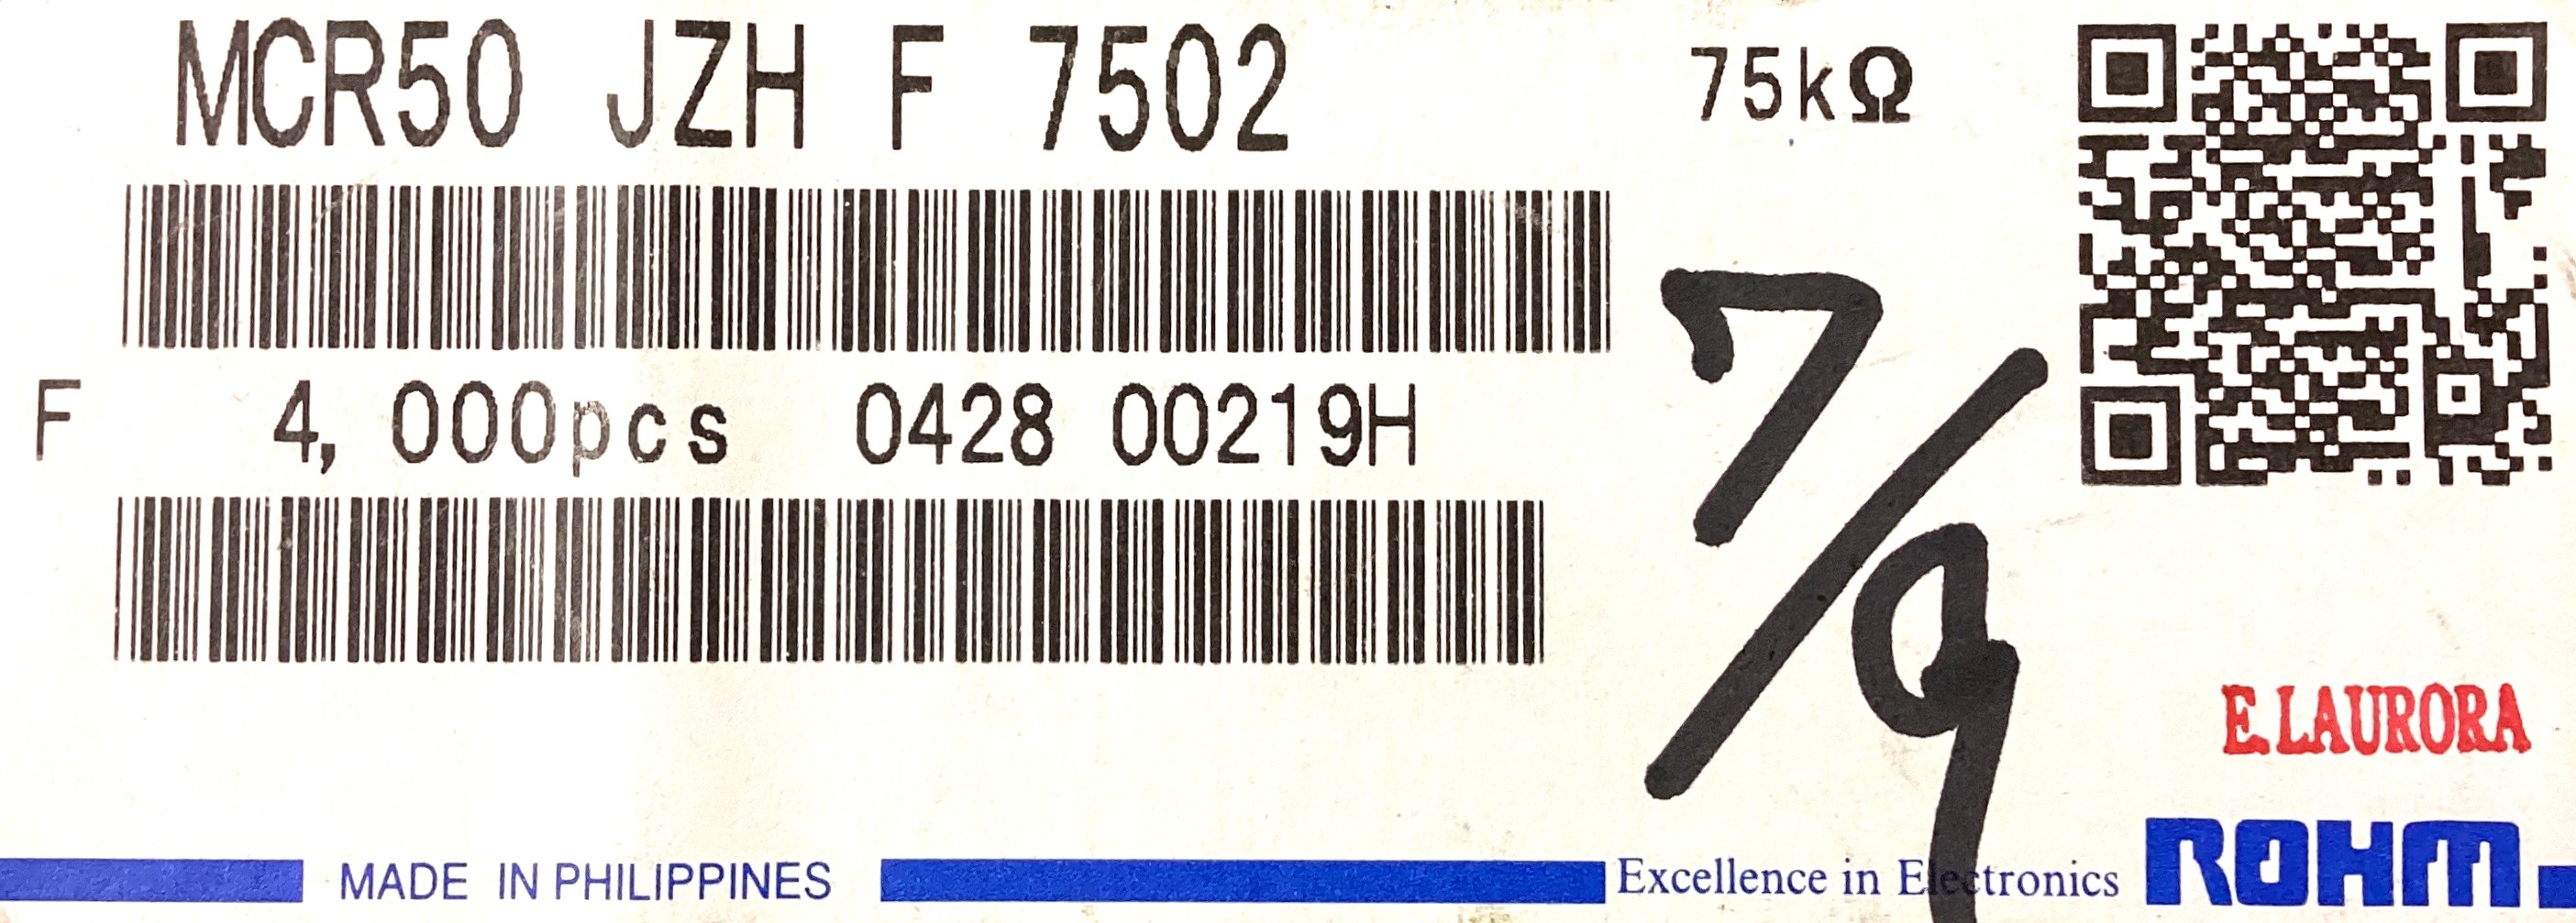 MCR50 JZH F 7502 75kΩ
F 4,000pcs 0428 00219H
7/9
E.LAURORA
MADE IN PHILIPPINES Excellence in Electronics ROHM